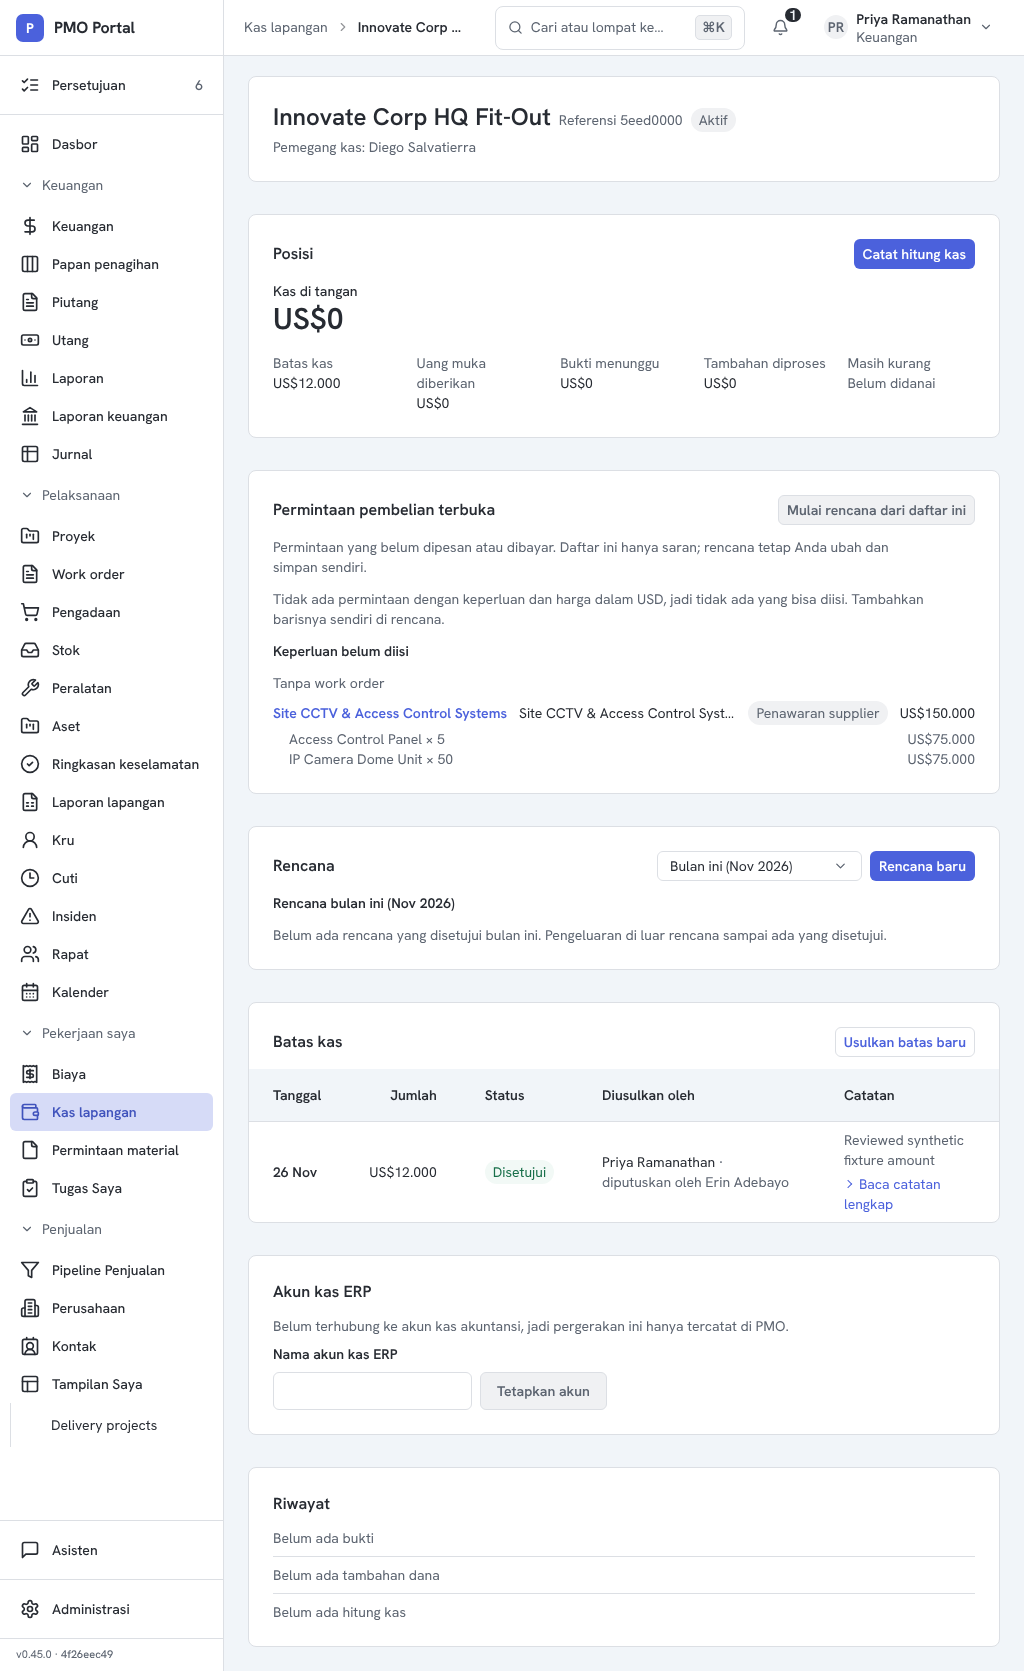 P PMO Portal
Kas lapangan
Innovate Corp ...
Cari atau lompat ke...
⌘K
1
PR
Priya Ramanathan
Keuangan
Persetujuan 6
Dasbor
Keuangan
Keuangan
Papan penagihan
Piutang
Utang
Laporan
Laporan keuangan
Jurnal
Pelaksanaan
Proyek
Work order
Pengadaan
Stok
Peralatan
Aset
Ringkasan keselamatan
Laporan lapangan
Kru
Cuti
Insiden
Rapat
Kalender
Pekerjaan saya
Biaya
Kas lapangan
Permintaan material
Tugas Saya
Penjualan
Pipeline Penjualan
Perusahaan
Kontak
Tampilan Saya
Delivery projects
Asisten
Administrasi
v0.45.0 · 4f26eec49
Innovate Corp HQ Fit-Out Referensi 5eed0000 Aktif
Pemegang kas: Diego Salvatierra
Posisi
Catat hitung kas
Kas di tangan
US$0
Batas kas
US$12.000
Uang muka
diberikan
US$0
Bukti menunggu
US$0
Tambahan diproses
US$0
Masih kurang
Belum didanai
Permintaan pembelian terbuka
Mulai rencana dari daftar ini
Permintaan yang belum dipesan atau dibayar. Daftar ini hanya saran; rencana tetap Anda ubah dan
simpan sendiri.
Tidak ada permintaan dengan keperluan dan harga dalam USD, jadi tidak ada yang bisa diisi. Tambahkan
barisnya sendiri di rencana.
Keperluan belum diisi
Tanpa work order
Site CCTV & Access Control Systems Site CCTV & Access Control Syst... Penawaran supplier US$150.000
Access Control Panel × 5 US$75.000
IP Camera Dome Unit × 50 US$75.000
Rencana
Bulan ini (Nov 2026)
Rencana baru
Rencana bulan ini (Nov 2026)
Belum ada rencana yang disetujui bulan ini. Pengeluaran di luar rencana sampai ada yang disetujui.
Batas kas
Usulkan batas baru
Tanggal Jumlah Status Diusulkan oleh Catatan
26 Nov US$12.000 Disetujui
Priya Ramanathan ·
diputuskan oleh Erin Adebayo
Reviewed synthetic
fixture amount
Baca catatan
lengkap
Akun kas ERP
Belum terhubung ke akun kas akuntansi, jadi pergerakan ini hanya tercatat di PMO.
Nama akun kas ERP
Tetapkan akun
Riwayat
Belum ada bukti
Belum ada tambahan dana
Belum ada hitung kas